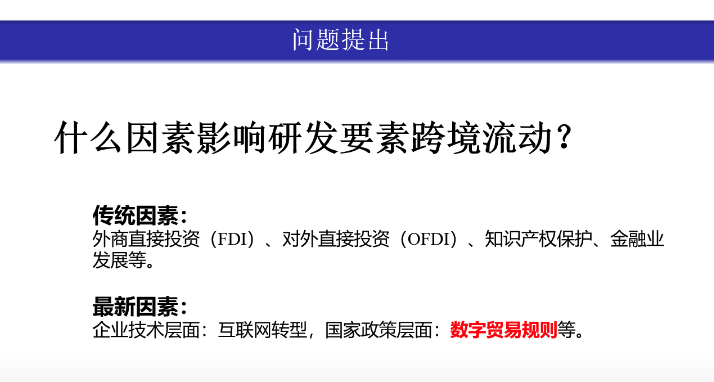 问题提出
什么因素影响研发要素跨境流动？
传统因素：
外商直接投资（FDI）、对外直接投资（OFDI）、知识产权保护、金融业
发展等。
最新因素：
企业技术层面：互联网转型，国家政策层面：数字贸易规则等。